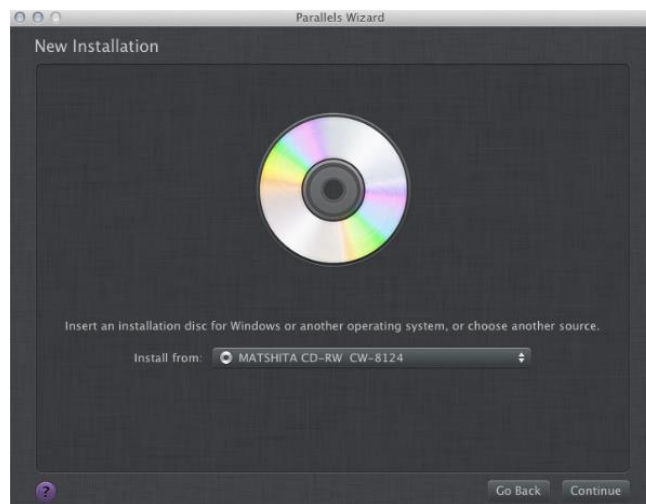 Parallels Wizard
New Installation
Insert an installation disc for Windows or another operating system, or choose another source.
Install from: MATSHITA CD-RW CW-8124
? Go Back Continue